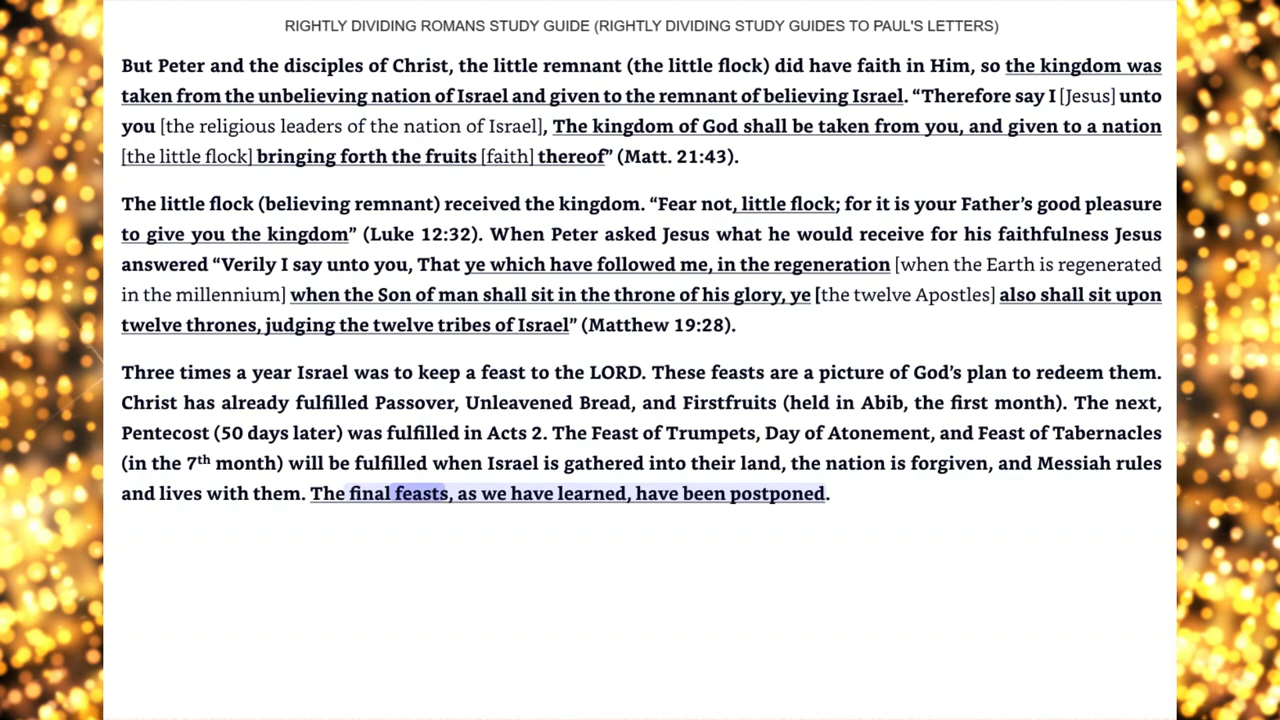 RIGHTLY DIVIDING ROMANS STUDY GUIDE (RIGHTLY DIVIDING STUDY GUIDES TO PAUL'S LETTERS)
But Peter and the disciples of Christ, the little remnant (the little flock) did have faith in Him, so the kingdom was
taken from the unbelieving nation of Israel and given to the remnant of believing Israel. “Therefore say I [Jesus] unto
you [the religious leaders of the nation of Israel], The kingdom of God shall be taken from you, and given to a nation
[the little flock] bringing forth the fruits [faith] thereof” (Matt. 21:43).
The little flock (believing remnant) received the kingdom. “Fear not, little flock; for it is your Father’s good pleasure
to give you the kingdom” (Luke 12:32). When Peter asked Jesus what he would receive for his faithfulness Jesus
answered “Verily I say unto you, That ye which have followed me, in the regeneration [when the Earth is regenerated
in the millennium] when the Son of man shall sit in the throne of his glory, ye [the twelve Apostles] also shall sit upon
twelve thrones, judging the twelve tribes of Israel” (Matthew 19:28).
Three times a year Israel was to keep a feast to the LORD. These feasts are a picture of God’s plan to redeem them.
Christ has already fulfilled Passover, Unleavened Bread, and Firstfruits (held in Abib, the first month). The next,
Pentecost (50 days later) was fulfilled in Acts 2. The Feast of Trumpets, Day of Atonement, and Feast of Tabernacles
(in the 7th month) will be fulfilled when Israel is gathered into their land, the nation is forgiven, and Messiah rules
and lives with them. The final feasts, as we have learned, have been postponed.